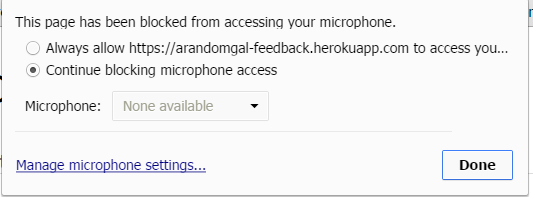 This page has been blocked from accessing your microphone.
Always allow https://arandomgal-feedback.herokuapp.com to access you...
Continue blocking microphone access
Microphone: None available
Manage microphone settings... Done